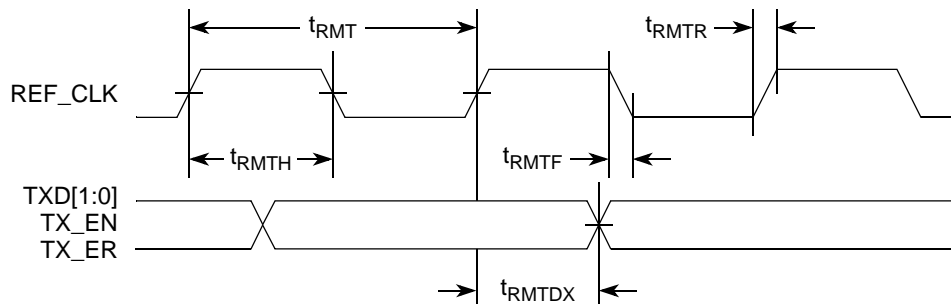 tRMT
tRMTR
REF_CLK
tRMTH
tRMTF
TXD[1:0]
TX_EN
TX_ER
tRMTDX